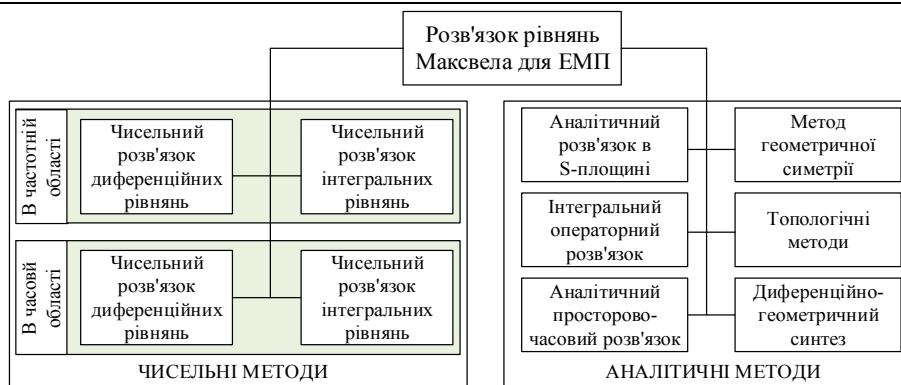 Розв'язок рівнянь
Максвела для ЕМП
В частотній
області
Чисельний
розв'язок
диференційних
рівнянь
Чисельний
розв'язок
інтегральних
рівнянь
В часовй
області
Чисельний
розв'язок
диференційних
рівнянь
Чисельний
розв'язок
інтегральних
рівнянь
ЧИСЕЛЬНІ МЕТОДИ
Аналітичний
розв'язок в
S-площині
Метод
геометричної
симетрії
Інтегральний
операторний
розв'язок
Топологічні
методи
Аналітичний
просторово-
часовий розв'язок
Диференційно-
геометричний
синтез
АНАЛІТИЧНІ МЕТОДИ